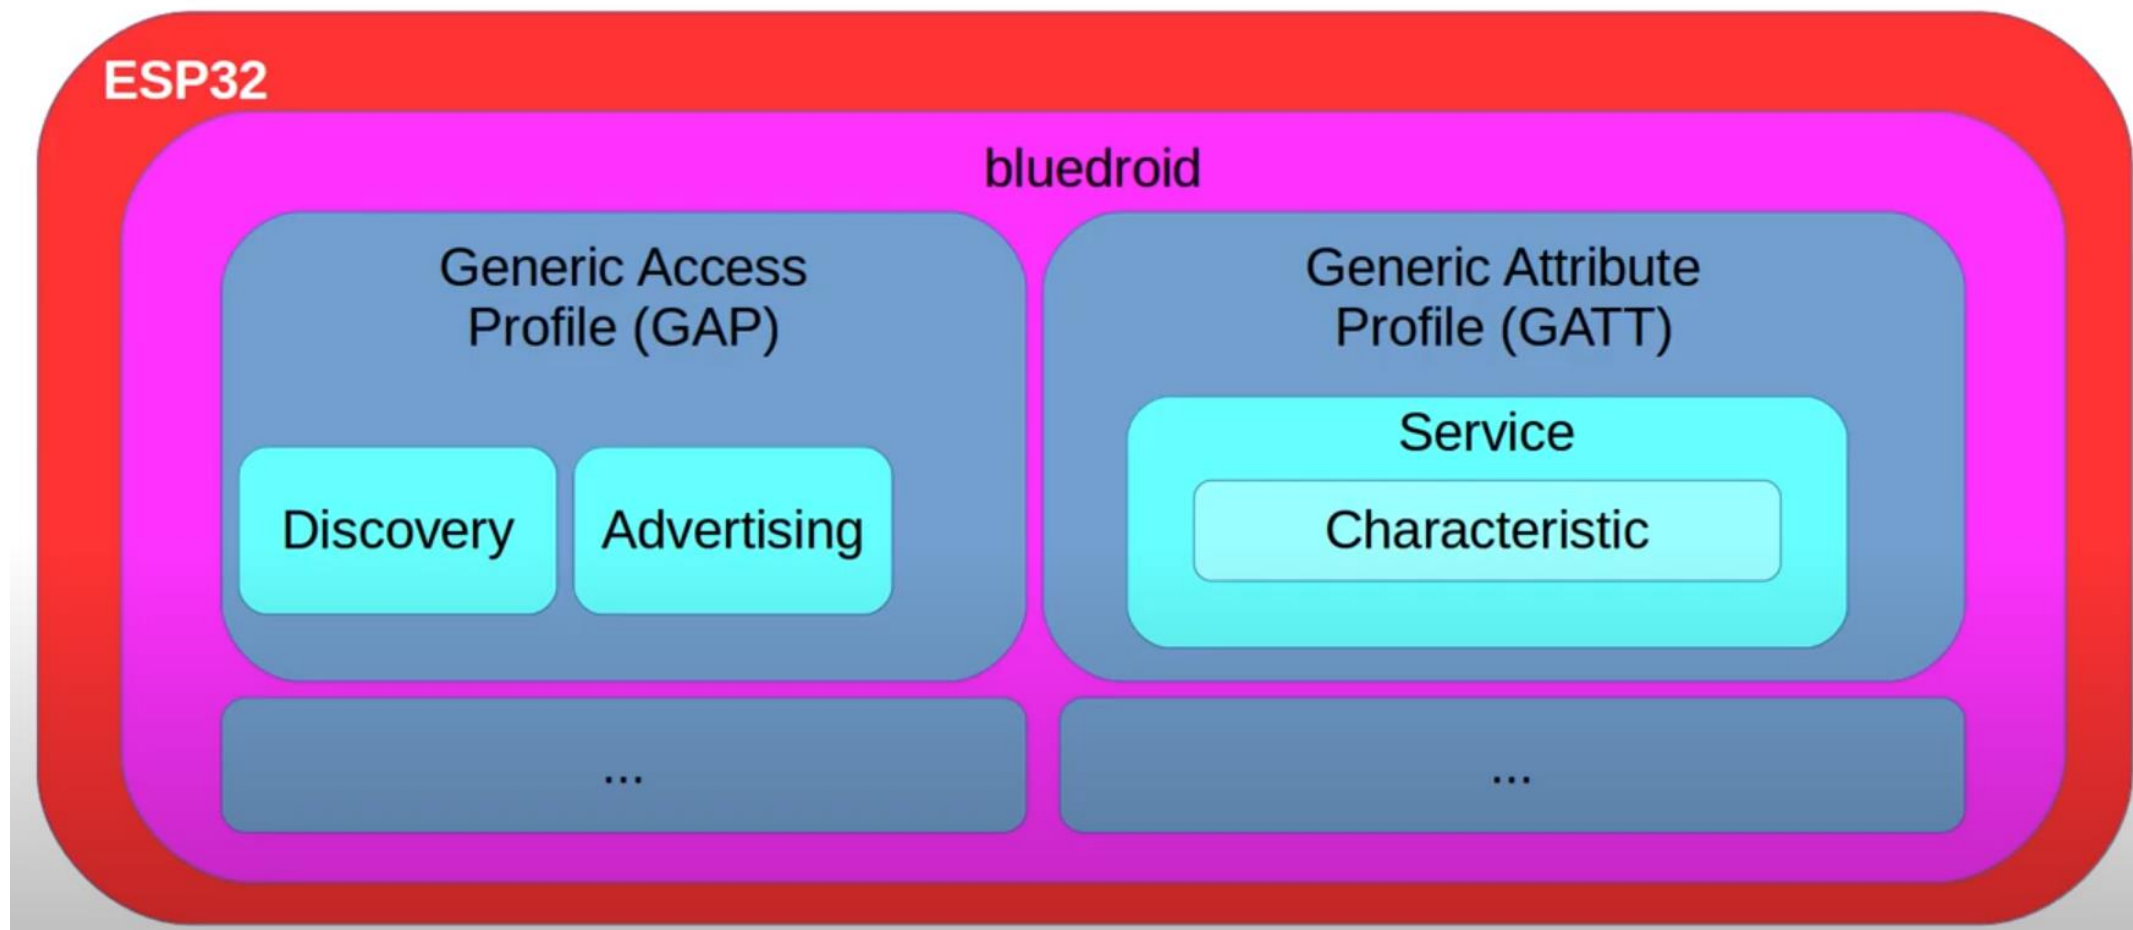 ESP32
bluedroid
Generic Access
Profile (GAP)
Discovery
Advertising
Generic Attribute
Profile (GATT)
Service
Characteristic
...
...